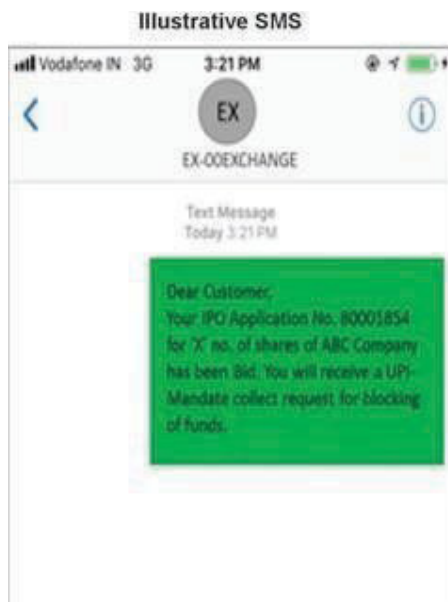 Illustrative SMS
Vodafone IN 3G 3:21 PM
EX
EX-OOEXCHANGE
Text Message
Today 3:21 PM
Dear Customer,
Your IPO Application No. 80001854
for 'X' no. of shares of ABC Company
has been Bid. You will receive a UPI-
Mandate collect request for blocking
of funds.